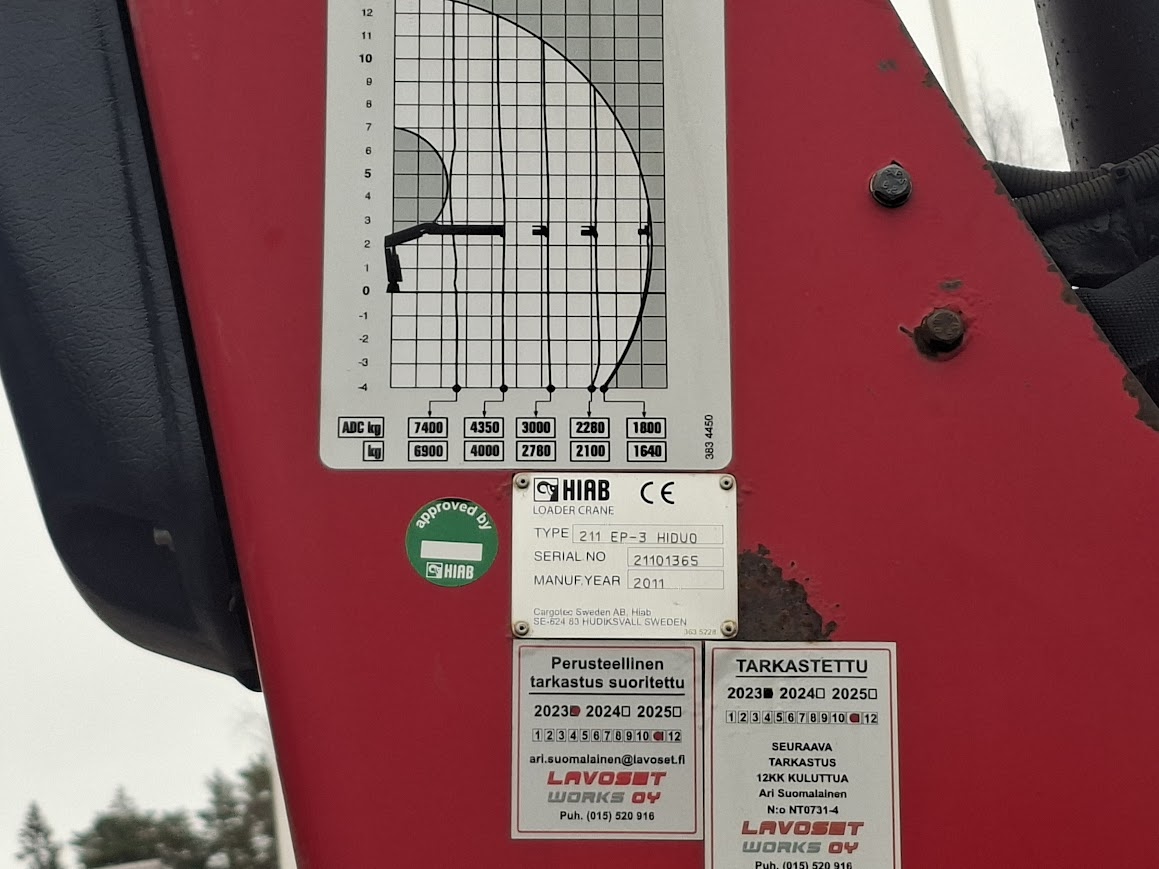 12
11
10
9
8
7
6
5
4
3
2
1
0
-1
-2
-3
-4
ADC kg 7400 4350 3000 2280 1800
kg 6900 4000 2780 2100 1640
383 4450
HIAB CE
LOADER CRANE
TYPE 211 EP-3 HIDUO
SERIAL NO 21101365
MANUF.YEAR 2011
Cargotec Sweden AB, Hiab
SE-824 83 HUDIKSVALL SWEDEN
363 5228
approved by
HIAB
Perusteellinen
tarkastus suoritettu
2023 2024 2025
1 2 3 4 5 6 7 8 9 10 12
ari.suomalainen@lavoset.fi
LAVOSET
WORKS OY
Puh. (015) 520 916
TARKASTETTU
2023 2024 2025
1 2 3 4 5 6 7 8 9 10 12
SEURAAVA
TARKASTUS
12KK KULUTTUA
Ari Suomalainen
N:o NT0731-4
LAVOSET
WORKS OY
Puh. (015) 520 916